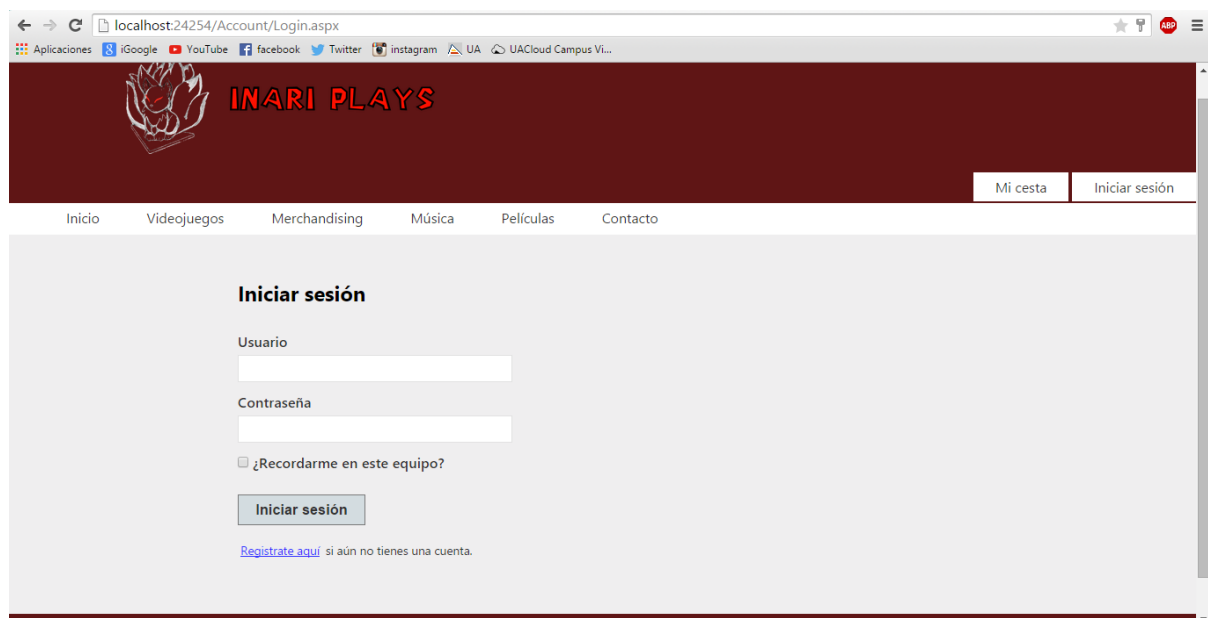 localhost:24254/Account/Login.aspx
ABP
Aplicaciones 8 iGoogle YouTube facebook Twitter instagram UA UACloud Campus Vi...
INARI PLAYS
Mi cesta Iniciar sesión
Inicio Videojuegos Merchandising Música Películas Contacto
Iniciar sesión
Usuario
Contraseña
¿Recordarme en este equipo?
Iniciar sesión
Registrate aquí si aún no tienes una cuenta.